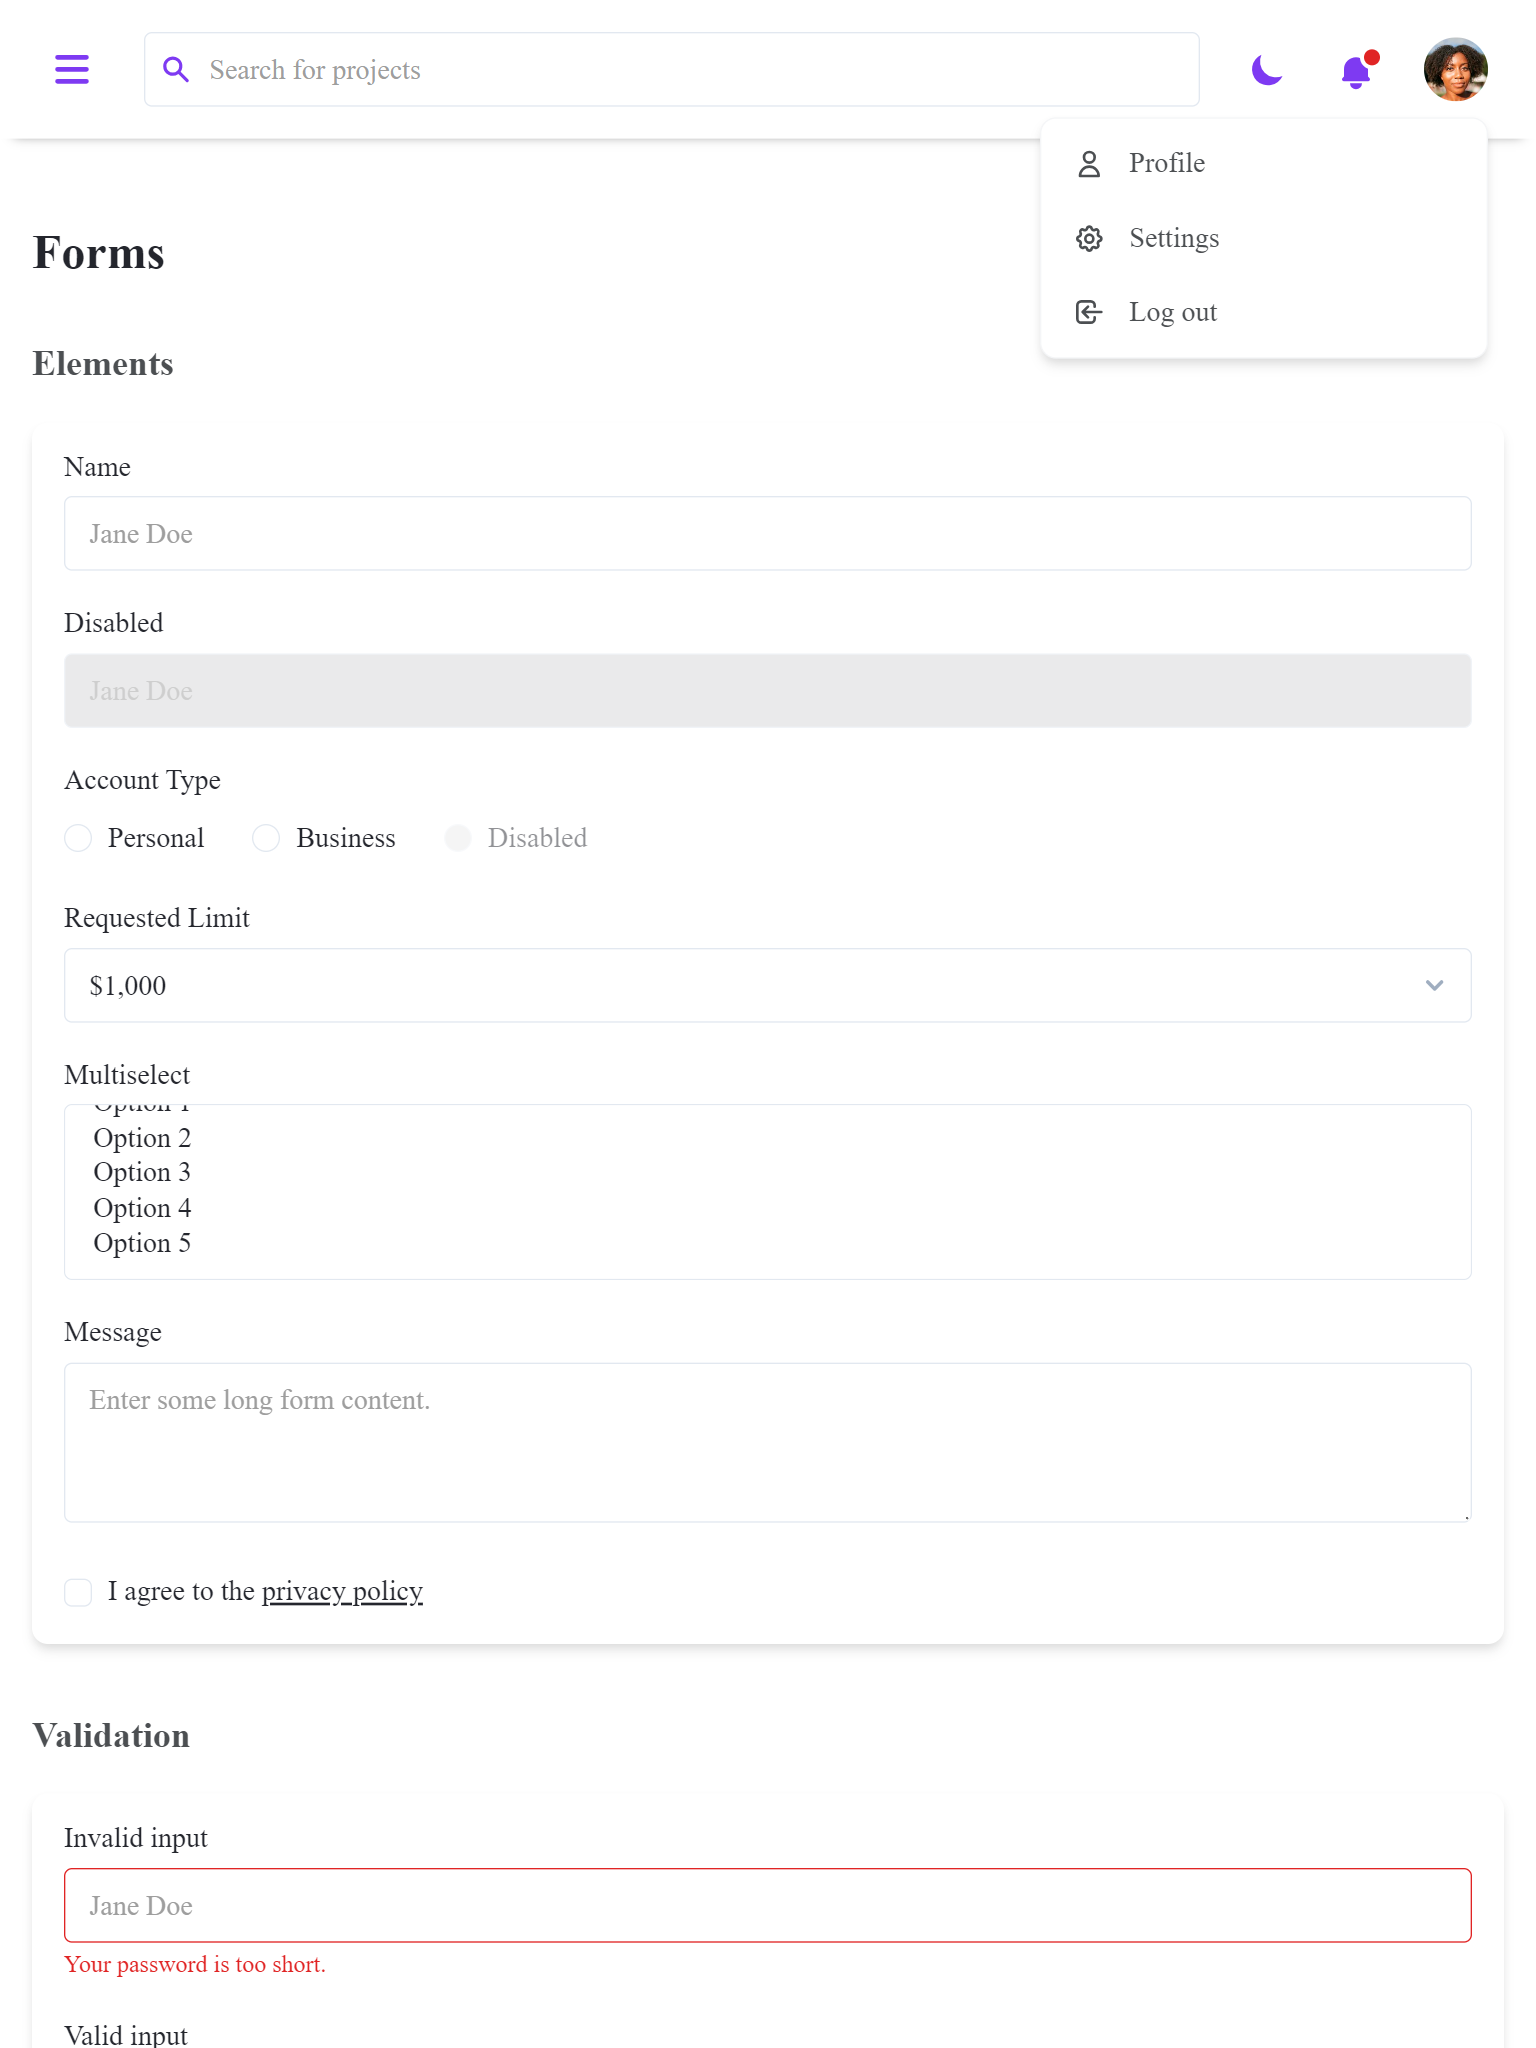 Search for projects
Profile
Settings
Log out
Forms
Elements
Name
Jane Doe
Disabled
Jane Doe
Account Type
Personal Business Disabled
Requested Limit
$1,000
Multiselect
Option 1
Option 2
Option 3
Option 4
Option 5
Message
Enter some long form content.
I agree to the privacy policy
Validation
Invalid input
Jane Doe
Your password is too short.
Valid input